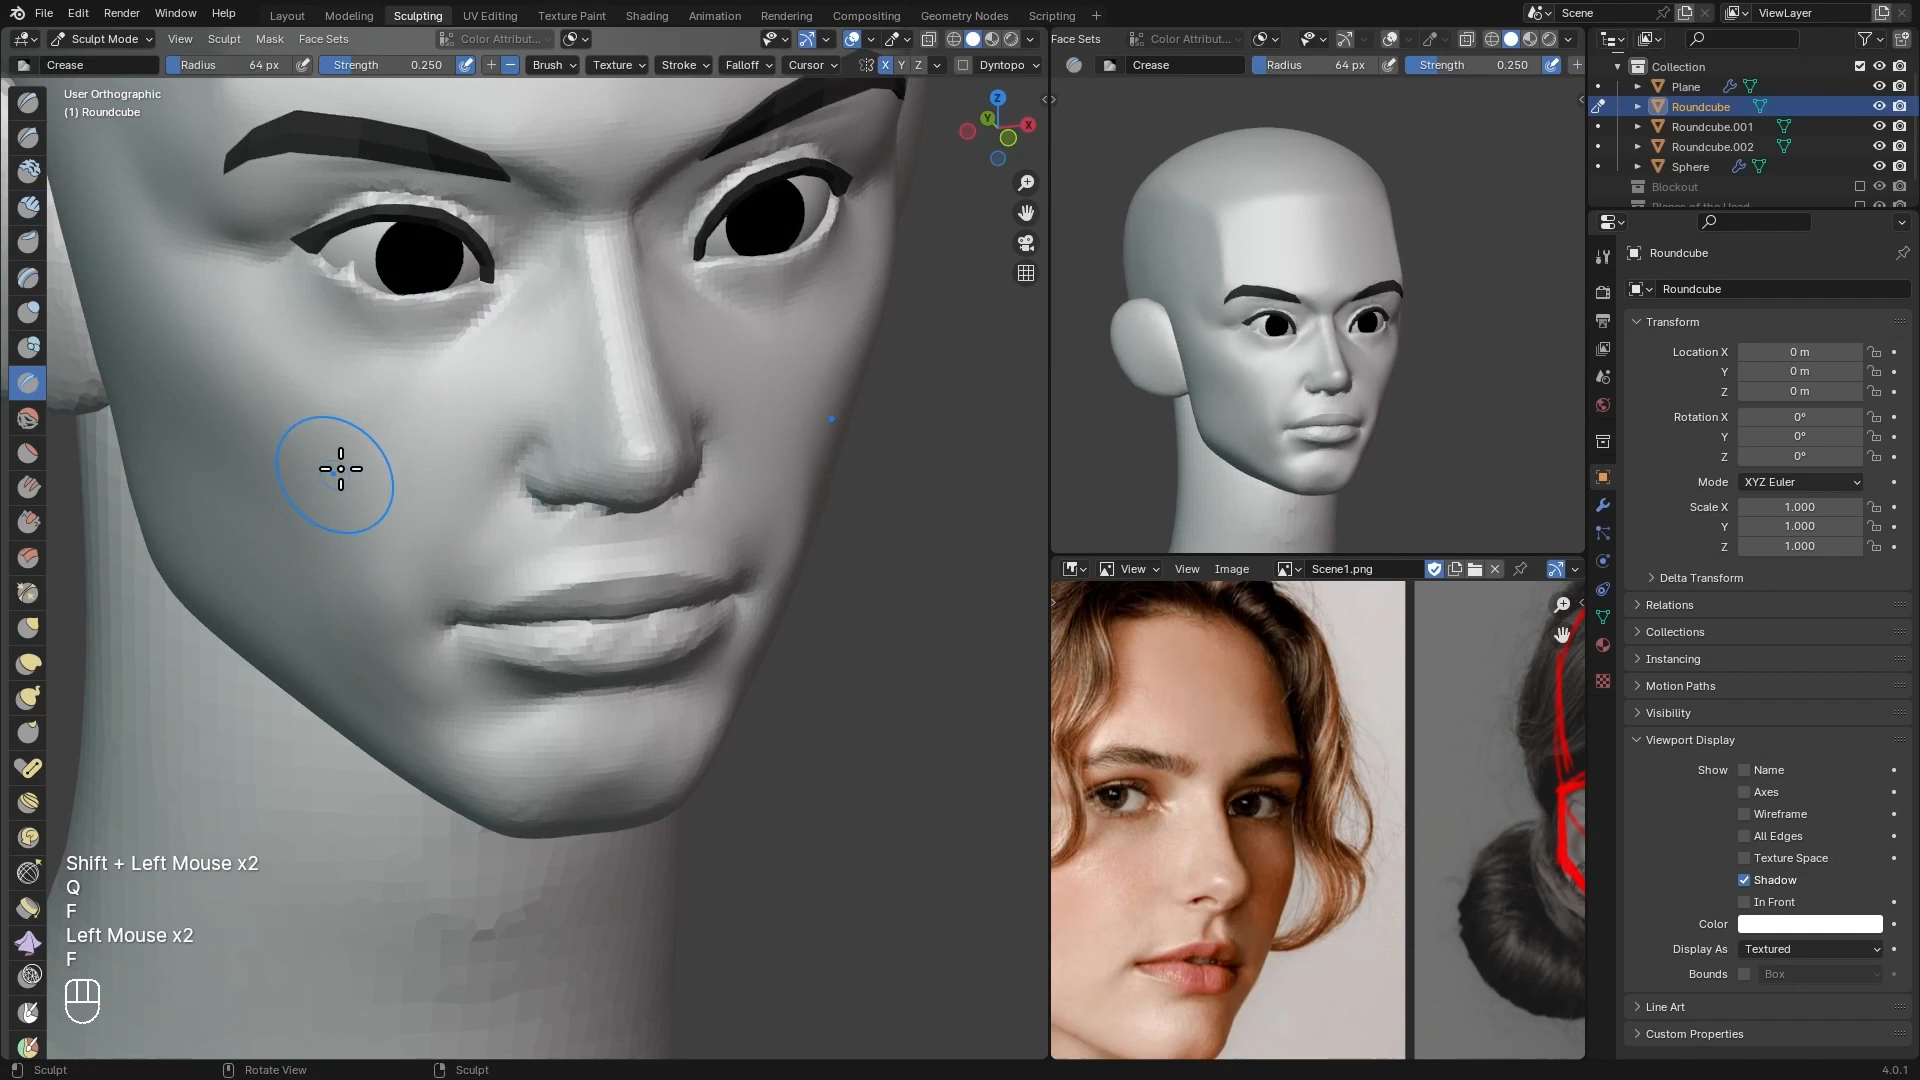 File Edit Render Window Help
Layout Modeling Sculpting UV Editing Texture Paint Shading Animation Rendering Compositing Geometry Nodes Scripting +
Scene ViewLayer
Sculpt Mode View Sculpt Mask Face Sets Color Attribut...
Face Sets Color Attribut...
Crease Radius 64 px Strength 0.250 Brush Texture Stroke Falloff Cursor X Y Z Dyntopo
Crease Radius 64 px Strength 0.250
User Orthographic
(1) Roundcube
Z
Y
X
Collection
Plane
Roundcube
Roundcube.001
Roundcube.002
Sphere
Blockout
Planes of the Head
Roundcube
Roundcube
Transform
Location X 0 m
Y 0 m
Z 0 m
Rotation X 0°
Y 0°
Z 0°
Mode XYZ Euler
Scale X 1.000
Y 1.000
Z 1.000
Delta Transform
Relations
Collections
Instancing
Motion Paths
Visibility
Viewport Display
Show Name
Axes
Wireframe
All Edges
Texture Space
Shadow
In Front
Color
Display As Textured
Bounds Box
Line Art
Custom Properties
View View Image Scene1.png
Shift + Left Mouse x2
Q
F
Left Mouse x2
F
Sculpt Rotate View Sculpt 4.0.1